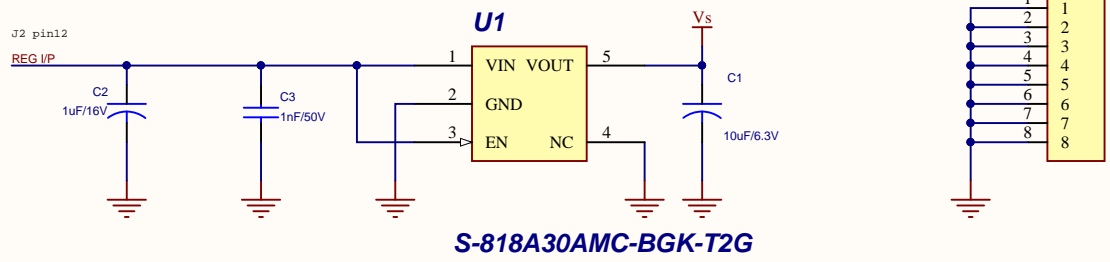 J2 pin12
REG I/P
C2
1uF/16V
C3
1nF/50V
U1
1 VIN VOUT 5
2 GND
3 EN NC 4
Vs
C1
10uF/6.3V
S-818A30AMC-BGK-T2G
1 1
2 2
3 3
4 4
5 5
6 6
7 7
8 8